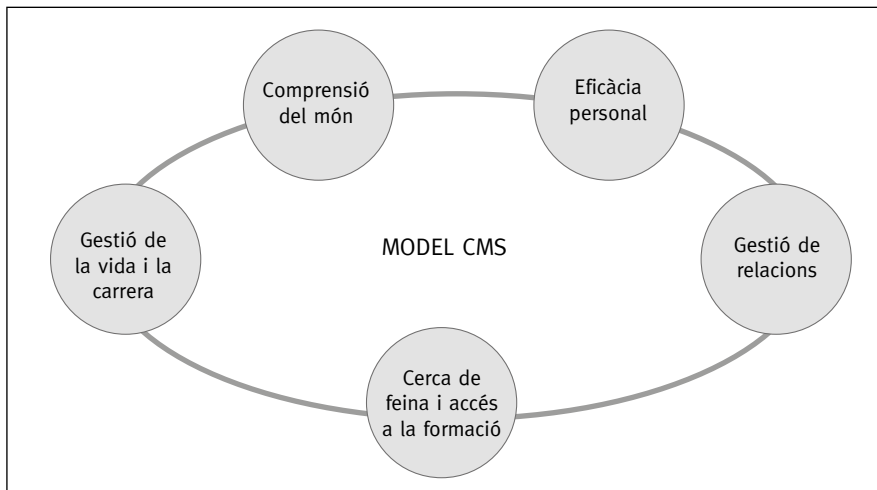 Comprensió
del món
Eficàcia
personal
Gestió de
la vida i la
carrera
MODEL CMS
Gestió de
relacions
Cerca de
feina i accés
a la formació